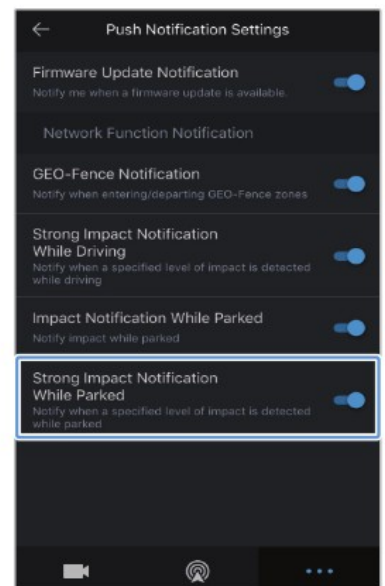 Push Notification Settings
Firmware Update Notification
Notify me when a firmware update is available.
Network Function Notification
GEO-Fence Notification
Notify when entering/departing GEO-Fence zones
Strong Impact Notification
While Driving
Notify when a specified level of impact is detected
while driving
Impact Notification While Parked
Notify impact while parked
Strong Impact Notification
While Parked
Notify when a specified level of impact is detected
while parked